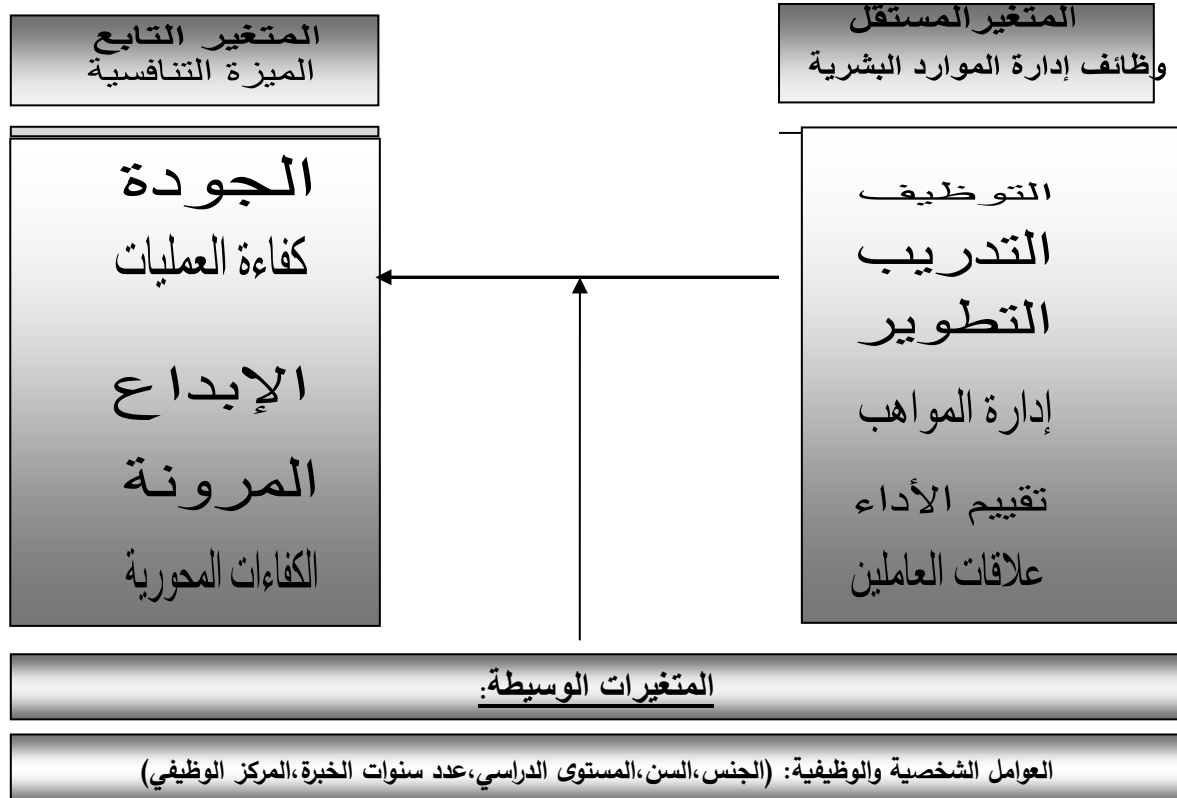 المتغيرالمستقل
وظائف إدارة الموارد البشرية
التوظيف
التدريب
التطوير
إدارة المواهب
تقييم الأداء
علاقات العاملين
المتغير التابع
الميزة التنافسية
الجودة
كفاءة العمليات
الإبداع
المرونة
الكفاءات المحورية
المتغيرات الوسيطة:
العوامل الشخصية والوظيفية: (الجنس،السن،المستوى الدراسي،عدد سنوات الخبرة،المركز الوظيفي)